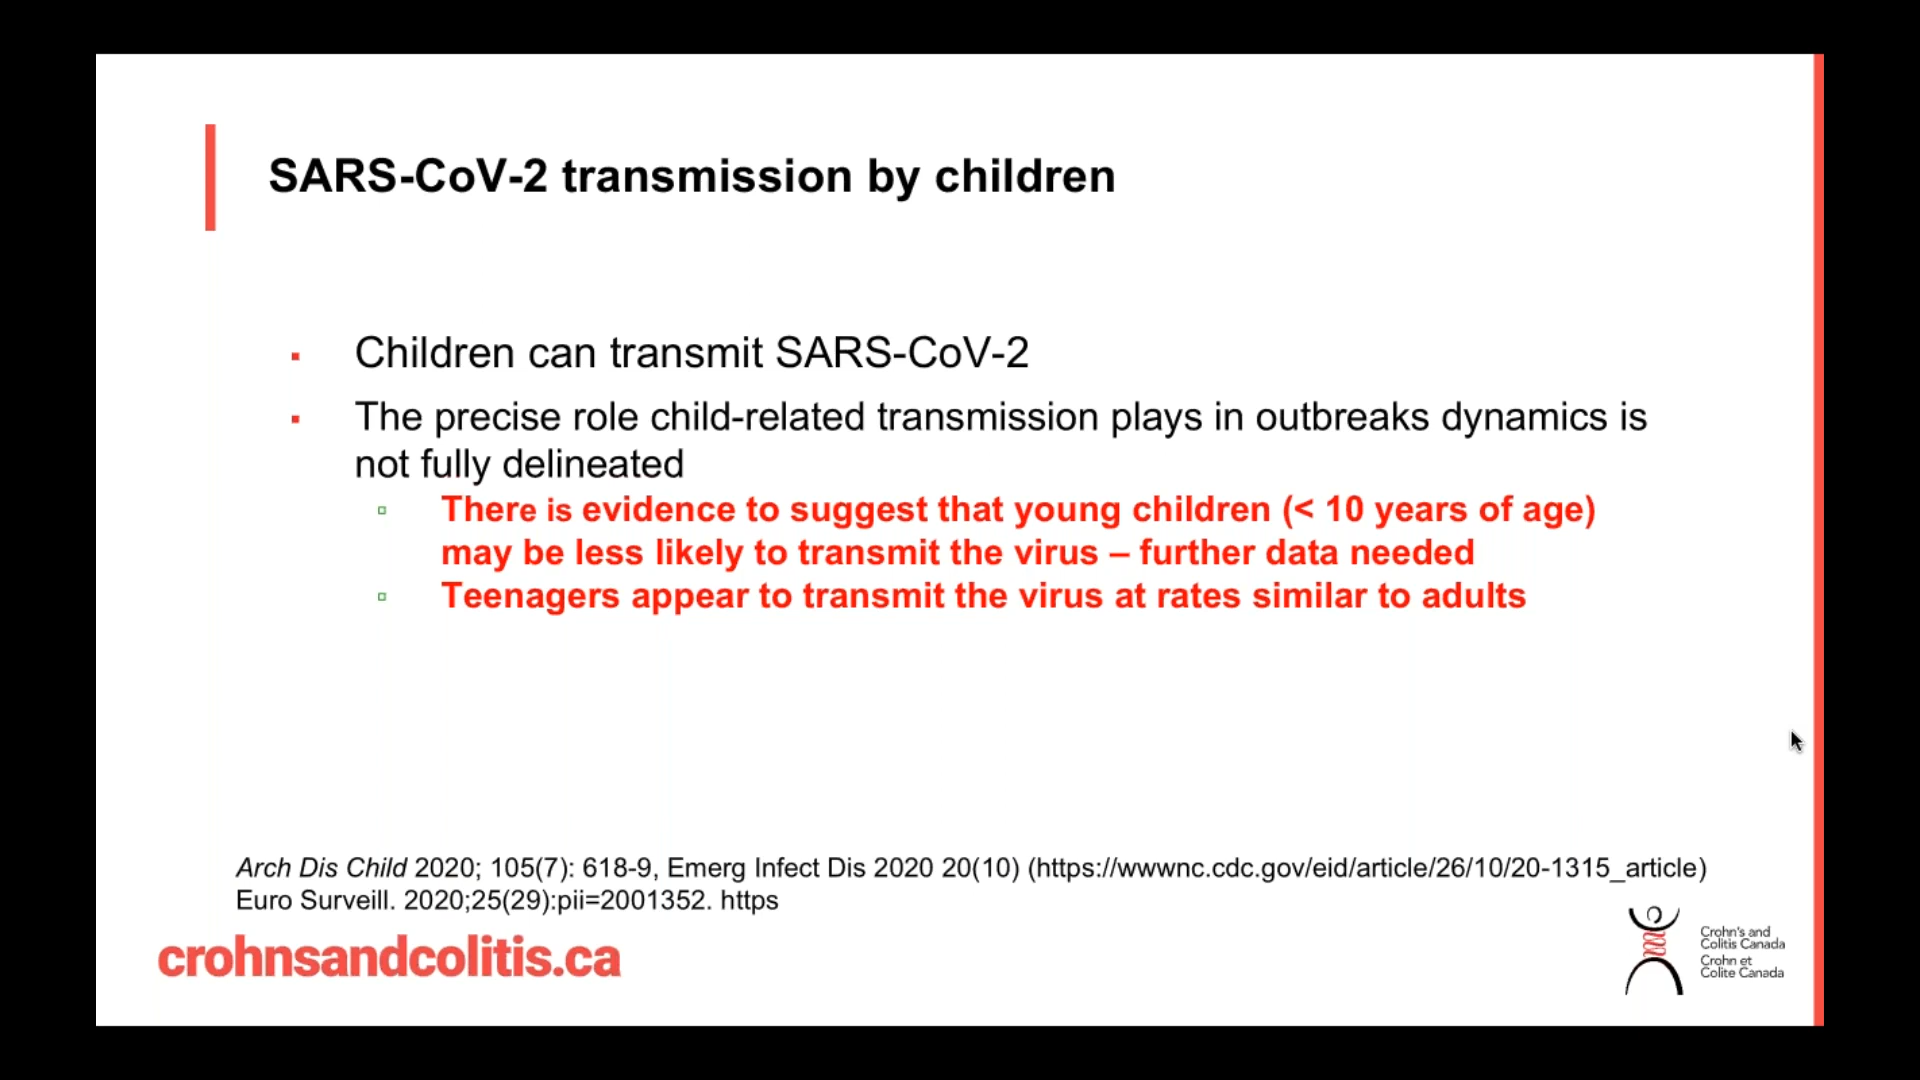 SARS-CoV-2 transmission by children
Children can transmit SARS-CoV-2
The precise role child-related transmission plays in outbreaks dynamics is
not fully delineated
There is evidence to suggest that young children (< 10 years of age)
may be less likely to transmit the virus – further data needed
Teenagers appear to transmit the virus at rates similar to adults
Arch Dis Child 2020; 105(7): 618-9, Emerg Infect Dis 2020 20(10) (https://wwwnc.cdc.gov/eid/article/26/10/20-1315_article)
Euro Surveill. 2020;25(29):pii=2001352. https
crohnsandcolitis.ca
Crohn's and
Colitis Canada
Crohn et
Colite Canada